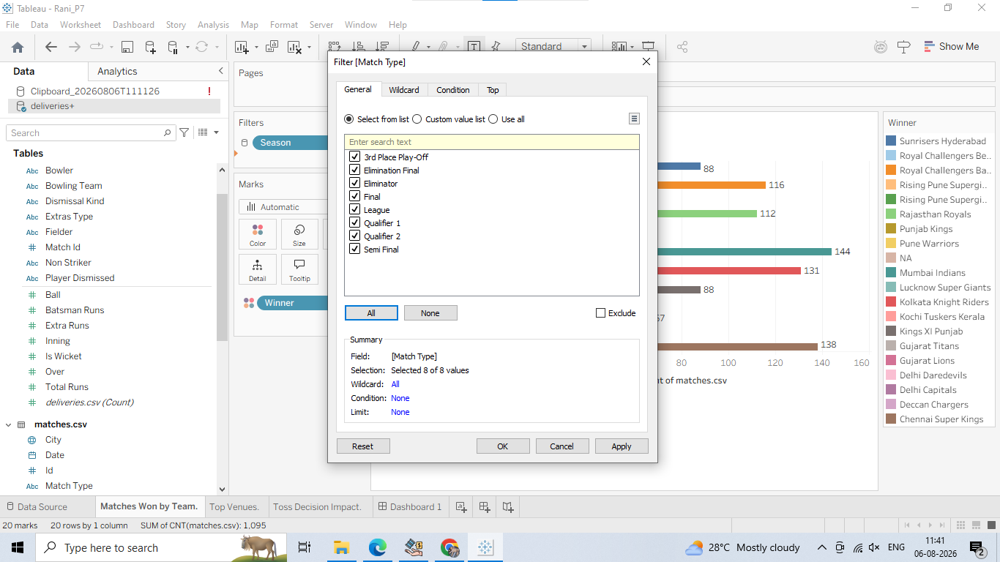 Tableau - Rani_P7
File Data Worksheet Dashboard Story Analysis Map Format Server Window Help
Standard
Show Me
Data Analytics
Clipboard_20260806T111126 !
deliveries+
Search
Tables
Abc Bowler
Abc Bowling Team
Abc Dismissal Kind
Abc Extras Type
Abc Fielder
# Match Id
Abc Non Striker
Abc Player Dismissed
# Ball
# Batsman Runs
# Extra Runs
# Inning
# Is Wicket
# Over
# Total Runs
# deliveries.csv (Count)
matches.csv
City
Date
# Id
Abc Match Type
Pages
Filters
Season
Marks
Automatic
Color Size
Detail Tooltip
Winner
Filter [Match Type]
General Wildcard Condition Top
Select from list Custom value list Use all
Enter search text
3rd Place Play-Off
Elimination Final
Eliminator
Final
League
Qualifier 1
Qualifier 2
Semi Final
All None Exclude
Summary
Field: [Match Type]
Selection: Selected 8 of 8 values
Wildcard: All
Condition: None
Limit: None
Reset OK Cancel Apply
88
116
112
144
131
88
138
80 100 120 140 160
of matches.csv
Winner
Sunrisers Hyderabad
Royal Challengers Be..
Royal Challengers Ba..
Rising Pune Supergi..
Rising Pune Supergi..
Rajasthan Royals
Punjab Kings
Pune Warriors
NA
Mumbai Indians
Lucknow Super Giants
Kolkata Knight Riders
Kochi Tuskers Kerala
Kings XI Punjab
Gujarat Titans
Gujarat Lions
Delhi Daredevils
Delhi Capitals
Deccan Chargers
Chennai Super Kings
Data Source Matches Won by Team. Top Venues. Toss Decision Impact. Dashboard 1
20 marks 20 rows by 1 column SUM of CNT(matches.csv): 1,095
Type here to search
28°C Mostly cloudy
ENG
11:41
06-08-2026
2